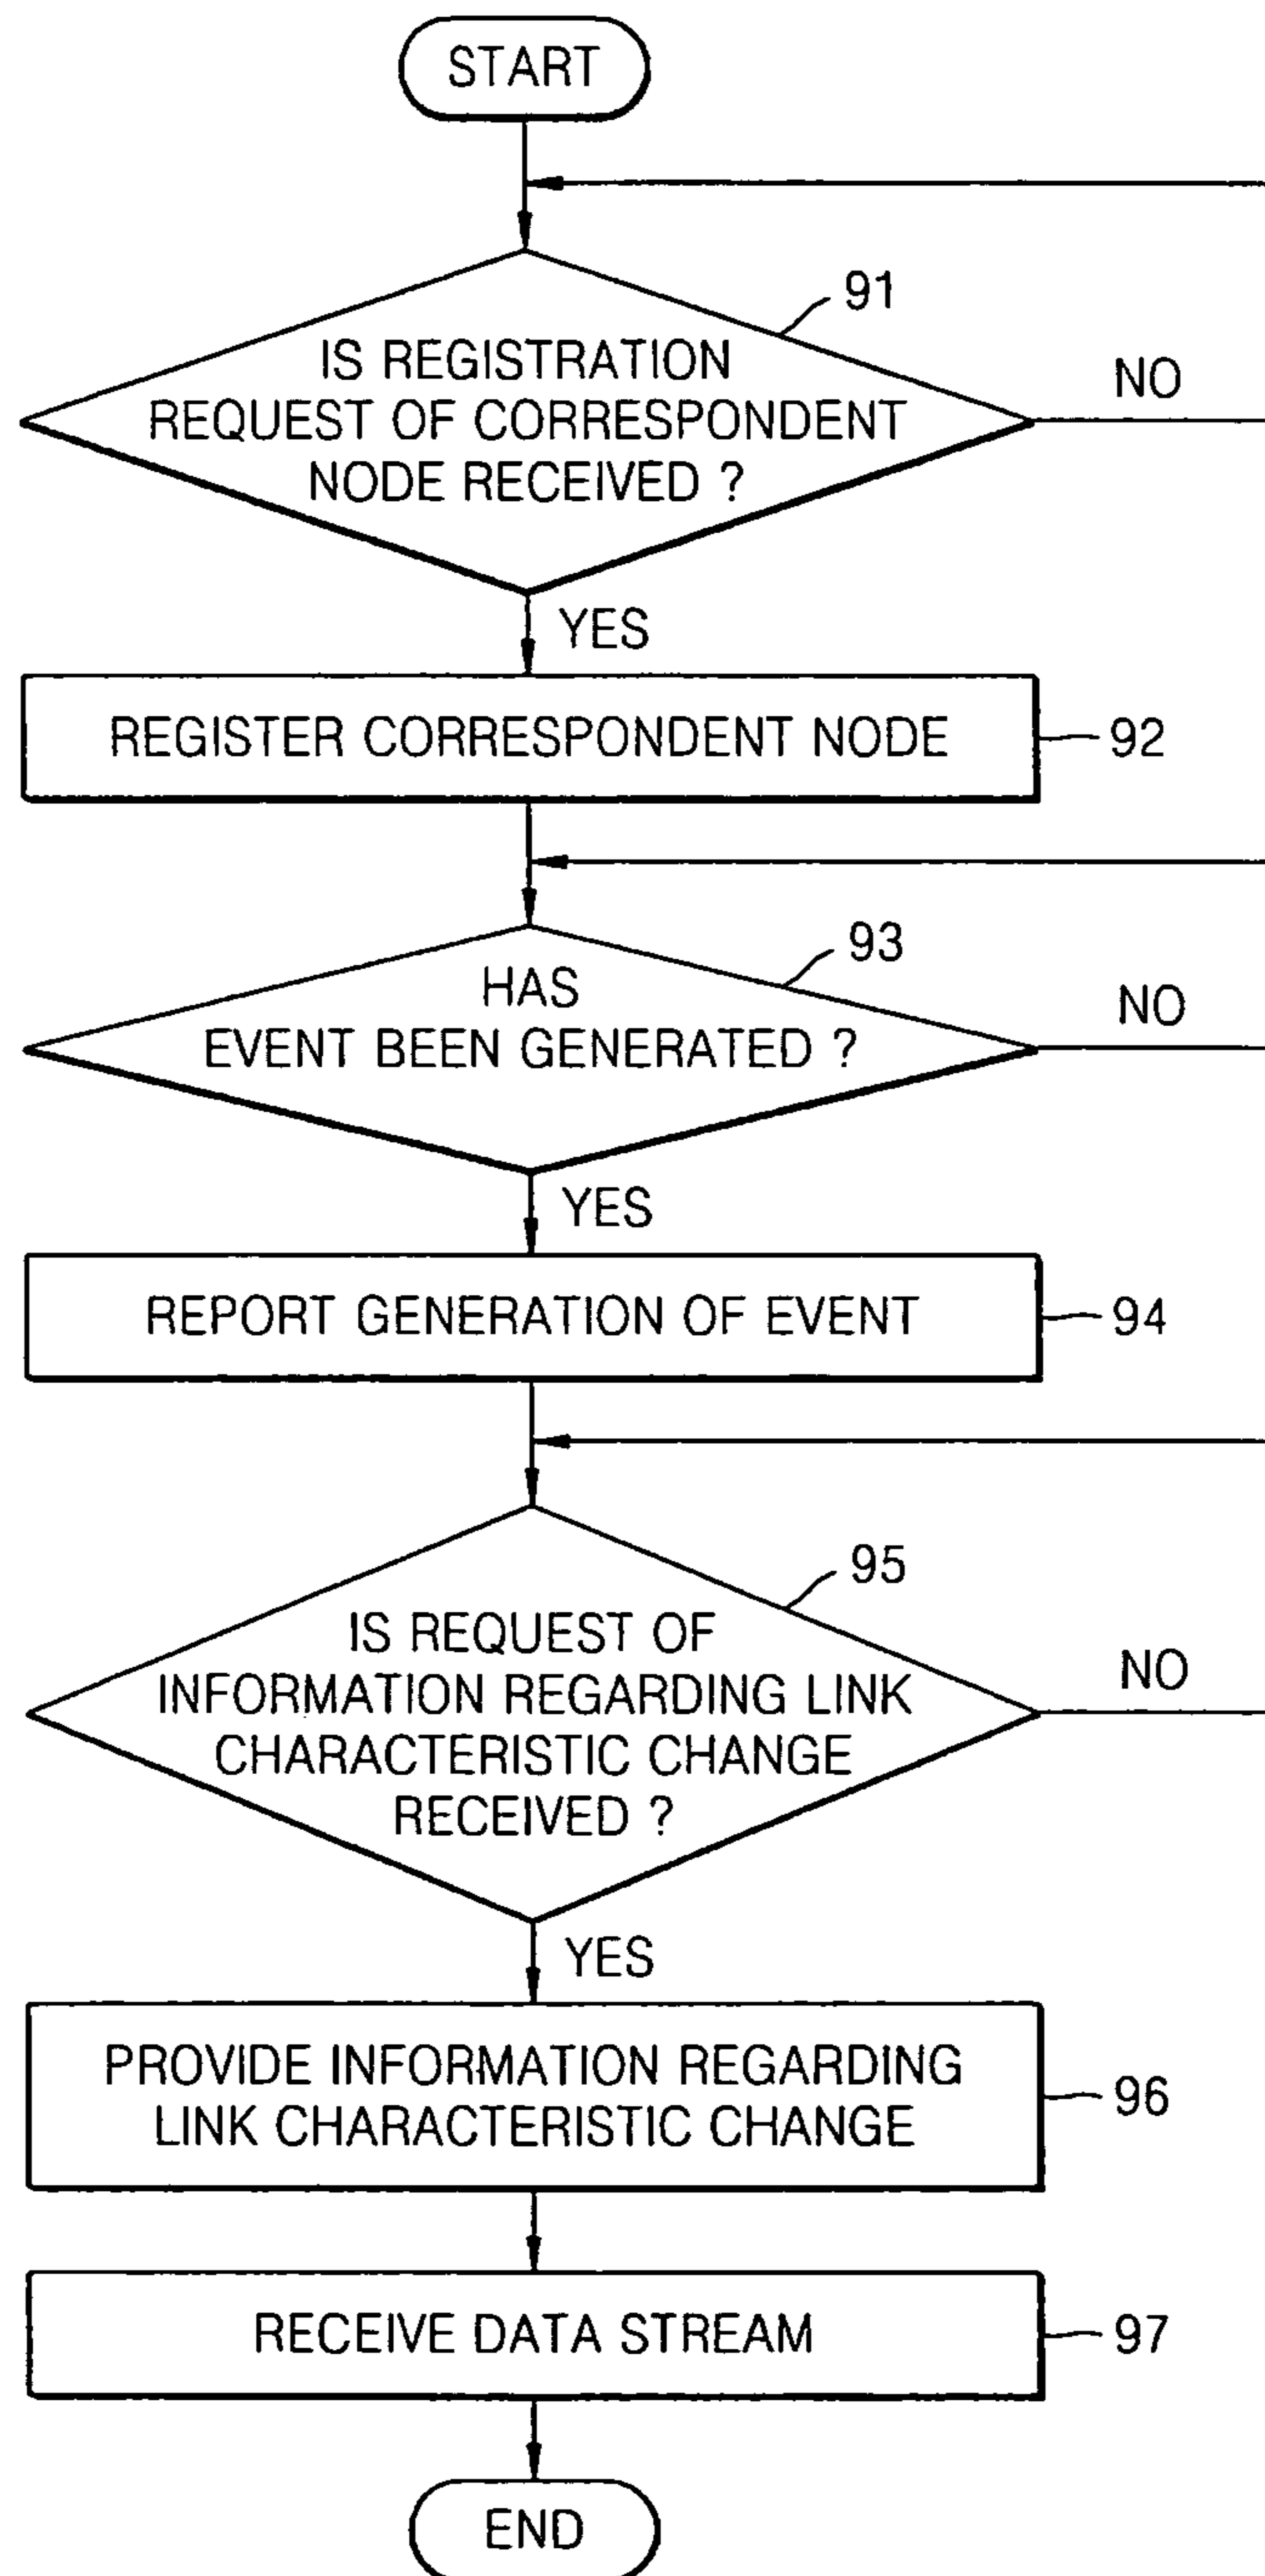 START
91
IS REGISTRATION
REQUEST OF CORRESPONDENT
NODE RECEIVED ?
NO
YES
REGISTER CORRESPONDENT NODE
92
93
HAS
EVENT BEEN GENERATED ?
NO
YES
REPORT GENERATION OF EVENT
94
95
IS REQUEST OF
INFORMATION REGARDING LINK
CHARACTERISTIC CHANGE
RECEIVED ?
NO
YES
PROVIDE INFORMATION REGARDING
LINK CHARACTERISTIC CHANGE
96
RECEIVE DATA STREAM
97
END